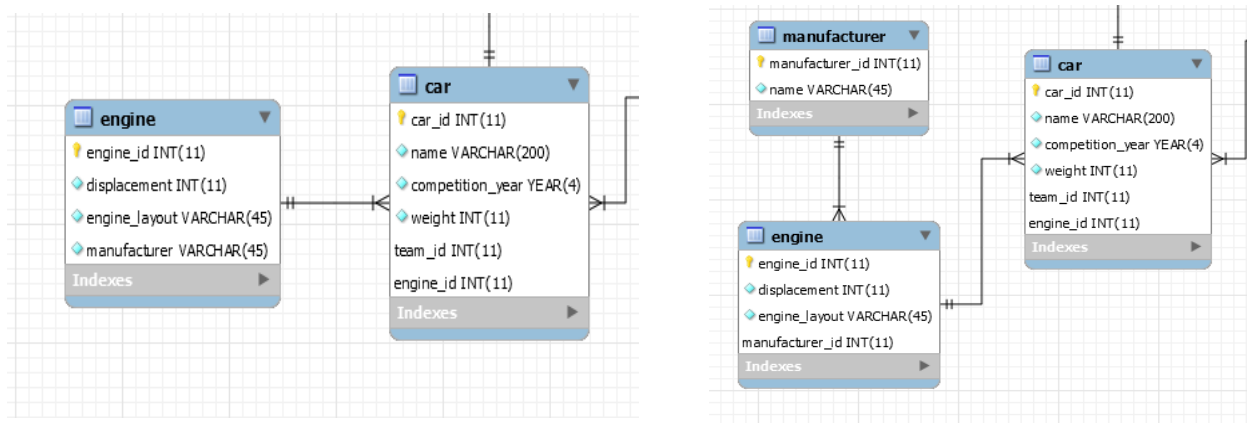 engine
engine_id INT(11)
displacement INT(11)
engine_layout VARCHAR(45)
manufacturer VARCHAR(45)
Indexes
car
car_id INT(11)
name VARCHAR(200)
competition_year YEAR(4)
weight INT(11)
team_id INT(11)
engine_id INT(11)
Indexes
manufacturer
manufacturer_id INT(11)
name VARCHAR(45)
Indexes
engine
engine_id INT(11)
displacement INT(11)
engine_layout VARCHAR(45)
manufacturer_id INT(11)
Indexes
car
car_id INT(11)
name VARCHAR(200)
competition_year YEAR(4)
weight INT(11)
team_id INT(11)
engine_id INT(11)
Indexes